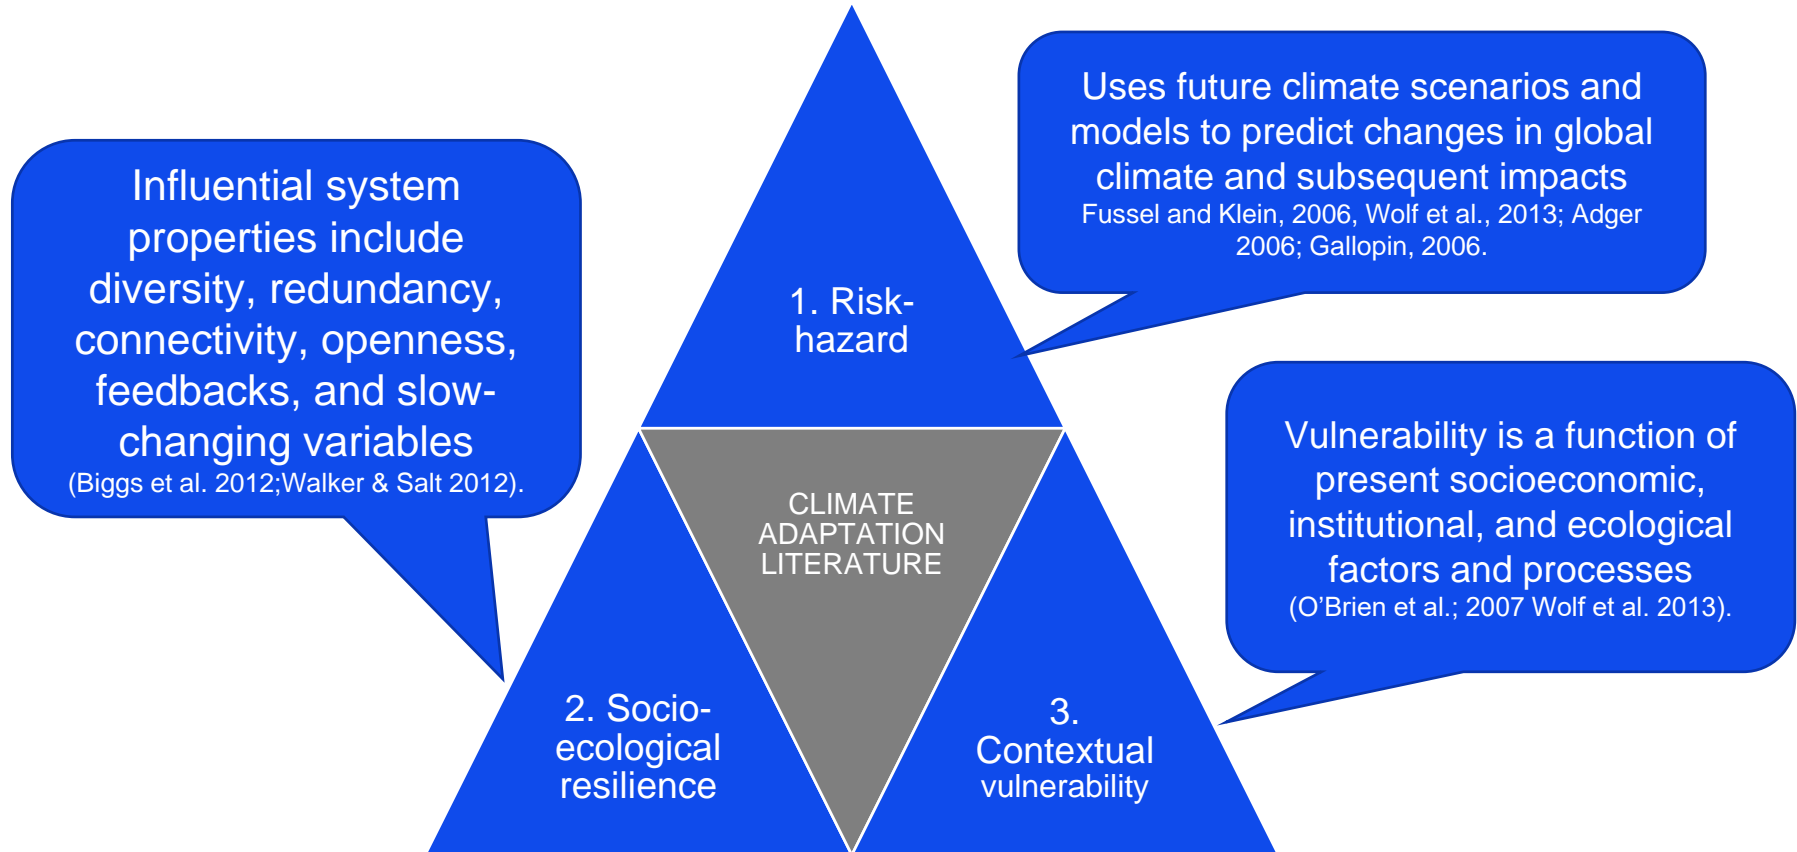 Influential system
properties include
diversity, redundancy,
connectivity, openness,
feedbacks, and slow-
changing variables
(Biggs et al. 2012;Walker & Salt 2012).
Uses future climate scenarios and
models to predict changes in global
climate and subsequent impacts
Fussel and Klein, 2006, Wolf et al., 2013; Adger
2006; Gallopin, 2006.
1. Risk-
hazard
Vulnerability is a function of
present socioeconomic,
institutional, and ecological
factors and processes
(O’Brien et al.; 2007 Wolf et al. 2013).
CLIMATE
ADAPTATION
LITERATURE
2. Socio-
ecological
resilience
3.
Contextual
vulnerability